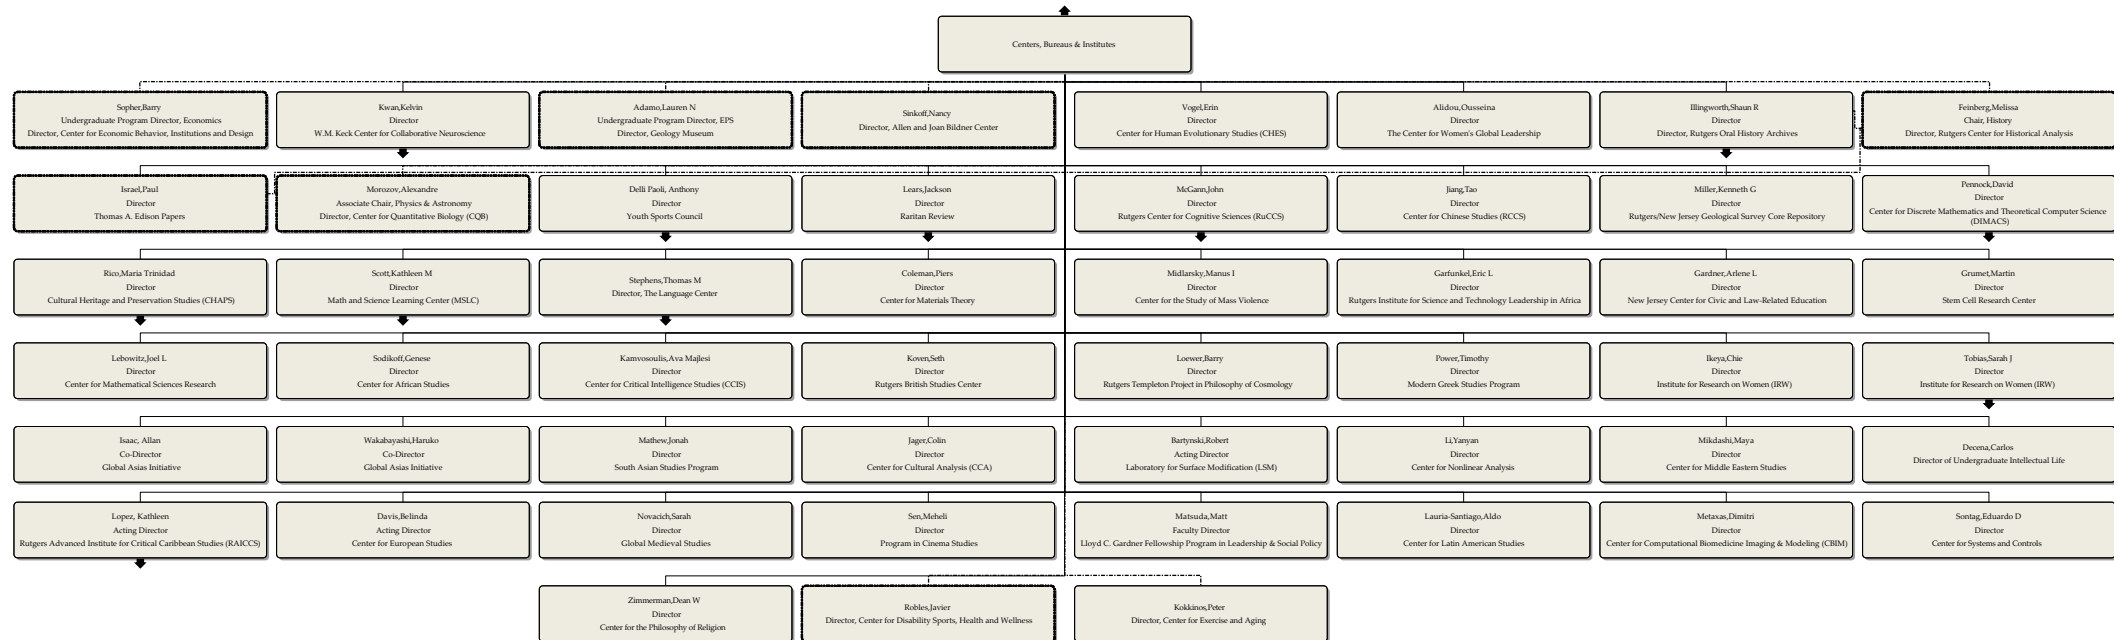 Centers, Bureaus & Institutes
Sopher,Barry
Undergraduate Program Director, Economics
Director, Center for Economic Behavior, Institutions and Design
Kwan,Kelvin
Director
W.M. Keck Center for Collaborative Neuroscience
Adamo,Lauren N
Undergraduate Program Director, EPS
Director, Geology Museum
Sinkoff,Nancy
Director, Allen and Joan Bildner Center
Vogel,Erin
Director
Center for Human Evolutionary Studies (CHES)
Alidou,Ousseina
Director
The Center for Women's Global Leadership
Illingworth,Shaun R
Director
Director, Rutgers Oral History Archives
Feinberg,Melissa
Chair, History
Director, Rutgers Center for Historical Analysis
Israel,Paul
Director
Thomas A. Edison Papers
Morozov,Alexandre
Associate Chair, Physics & Astronomy
Director, Center for Quantitative Biology (CQB)
Delli Paoli, Anthony
Director
Youth Sports Council
Lears,Jackson
Director
Raritan Review
McGann,John
Director
Rutgers Center for Cognitive Sciences (RuCCS)
Jiang,Tao
Director
Center for Chinese Studies (RCCS)
Miller,Kenneth G
Director
Rutgers/New Jersey Geological Survey Core Repository
Pennock,David
Director
Center for Discrete Mathematics and Theoretical Computer Science
(DIMACS)
Rico,Maria Trinidad
Director
Cultural Heritage and Preservation Studies (CHAPS)
Scott,Kathleen M
Director
Math and Science Learning Center (MSLC)
Stephens,Thomas M
Director, The Language Center
Coleman,Piers
Director
Center for Materials Theory
Midlarsky,Manus I
Director
Center for the Study of Mass Violence
Garfunkel,Eric L
Director
Rutgers Institute for Science and Technology Leadership in Africa
Gardner,Arlene L
Director
New Jersey Center for Civic and Law-Related Education
Grumet,Martin
Director
Stem Cell Research Center
Lebowitz,Joel L
Director
Center for Mathematical Sciences Research
Sodikoff,Genese
Director
Center for African Studies
Kamvosoulis,Ava Majlesi
Director
Center for Critical Intelligence Studies (CCIS)
Koven,Seth
Director
Rutgers British Studies Center
Loewer,Barry
Director
Rutgers Templeton Project in Philosophy of Cosmology
Power,Timothy
Director
Modern Greek Studies Program
Ikeya,Chie
Director
Institute for Research on Women (IRW)
Tobias,Sarah J
Director
Institute for Research on Women (IRW)
Isaac, Allan
Co-Director
Global Asias Initiative
Wakabayashi,Haruko
Co-Director
Global Asias Initiative
Mathew,Jonah
Director
South Asian Studies Program
Jager,Colin
Director
Center for Cultural Analysis (CCA)
Bartynski,Robert
Acting Director
Laboratory for Surface Modification (LSM)
Li,Yanyan
Director
Center for Nonlinear Analysis
Mikdashi,Maya
Director
Center for Middle Eastern Studies
Decena,Carlos
Director of Undergraduate Intellectual Life
Lopez, Kathleen
Acting Director
Rutgers Advanced Institute for Critical Caribbean Studies (RAICCS)
Davis,Belinda
Acting Director
Center for European Studies
Novacich,Sarah
Director
Global Medieval Studies
Sen,Meheli
Director
Program in Cinema Studies
Matsuda,Matt
Faculty Director
Lloyd C. Gardner Fellowship Program in Leadership & Social Policy
Lauria-Santiago,Aldo
Director
Center for Latin American Studies
Metaxas,Dimitri
Director
Center for Computational Biomedicine Imaging & Modeling (CBIM)
Sontag,Eduardo D
Director
Center for Systems and Controls
Zimmerman,Dean W
Director
Center for the Philosophy of Religion
Robles,Javier
Director, Center for Disability Sports, Health and Wellness
Kokkinos,Peter
Director, Center for Exercise and Aging